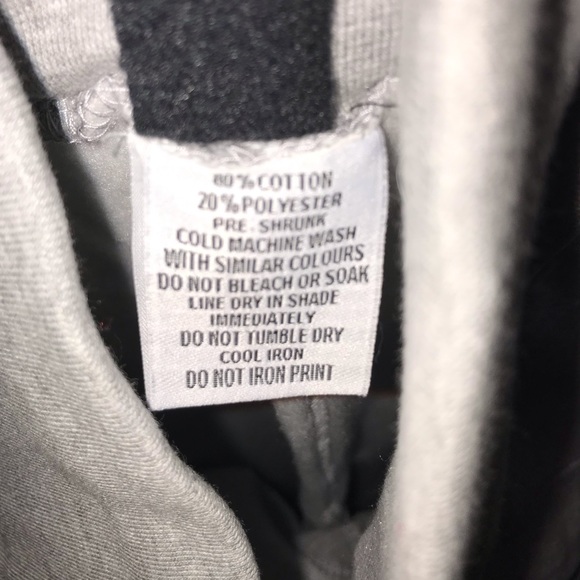 80% COTTON
20% POLYESTER
PRE-SHRUNK
COLD MACHINE WASH
WITH SIMILAR COLOURS
DO NOT BLEACH OR SOAK
LINE DRY IN SHADE
IMMEDIATELY
DO NOT TUMBLE DRY
COOL IRON
DO NOT IRON PRINT